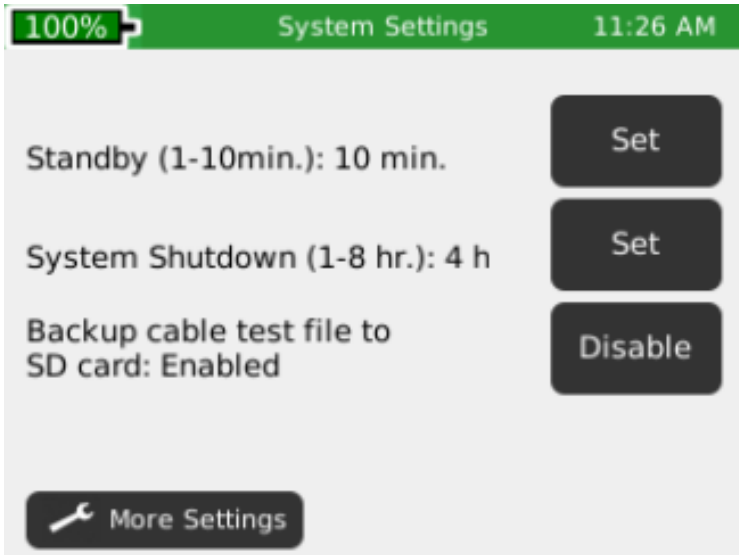 100% System Settings 11:26 AM
Standby (1-10min.): 10 min. Set
System Shutdown (1-8 hr.): 4 h Set
Backup cable test file to
SD card: Enabled
Disable
More Settings